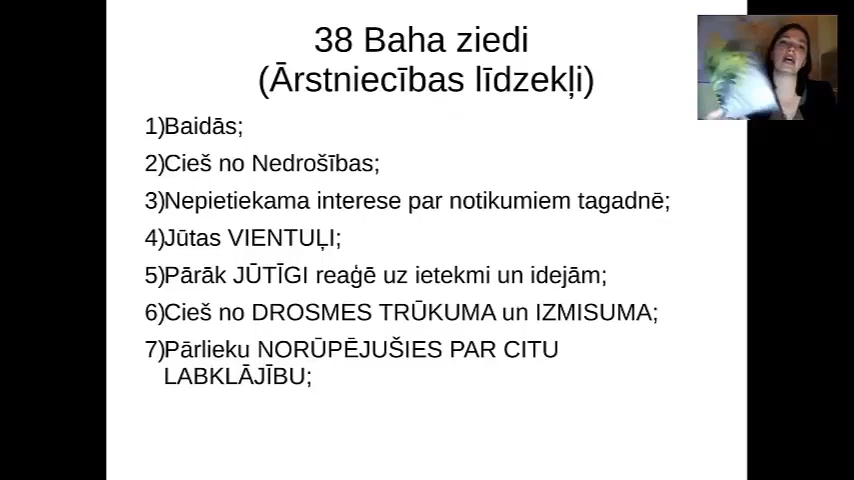 38 Baha ziedi
(Ārstniecības līdzekļi)
1)Baidās;
2)Cieš no Nedrošības;
3)Nepietiekama interese par notikumiem tagadnē;
4)Jūtas VIENTUĻI;
5)Pārāk JŪTĪGI reaģē uz ietekmi un idejām;
6)Cieš no DROSMES TRŪKUMA un IZMISUMA;
7)Pārlieku NORŪPĒJUŠIES PAR CITU
LABKLĀJĪBU;